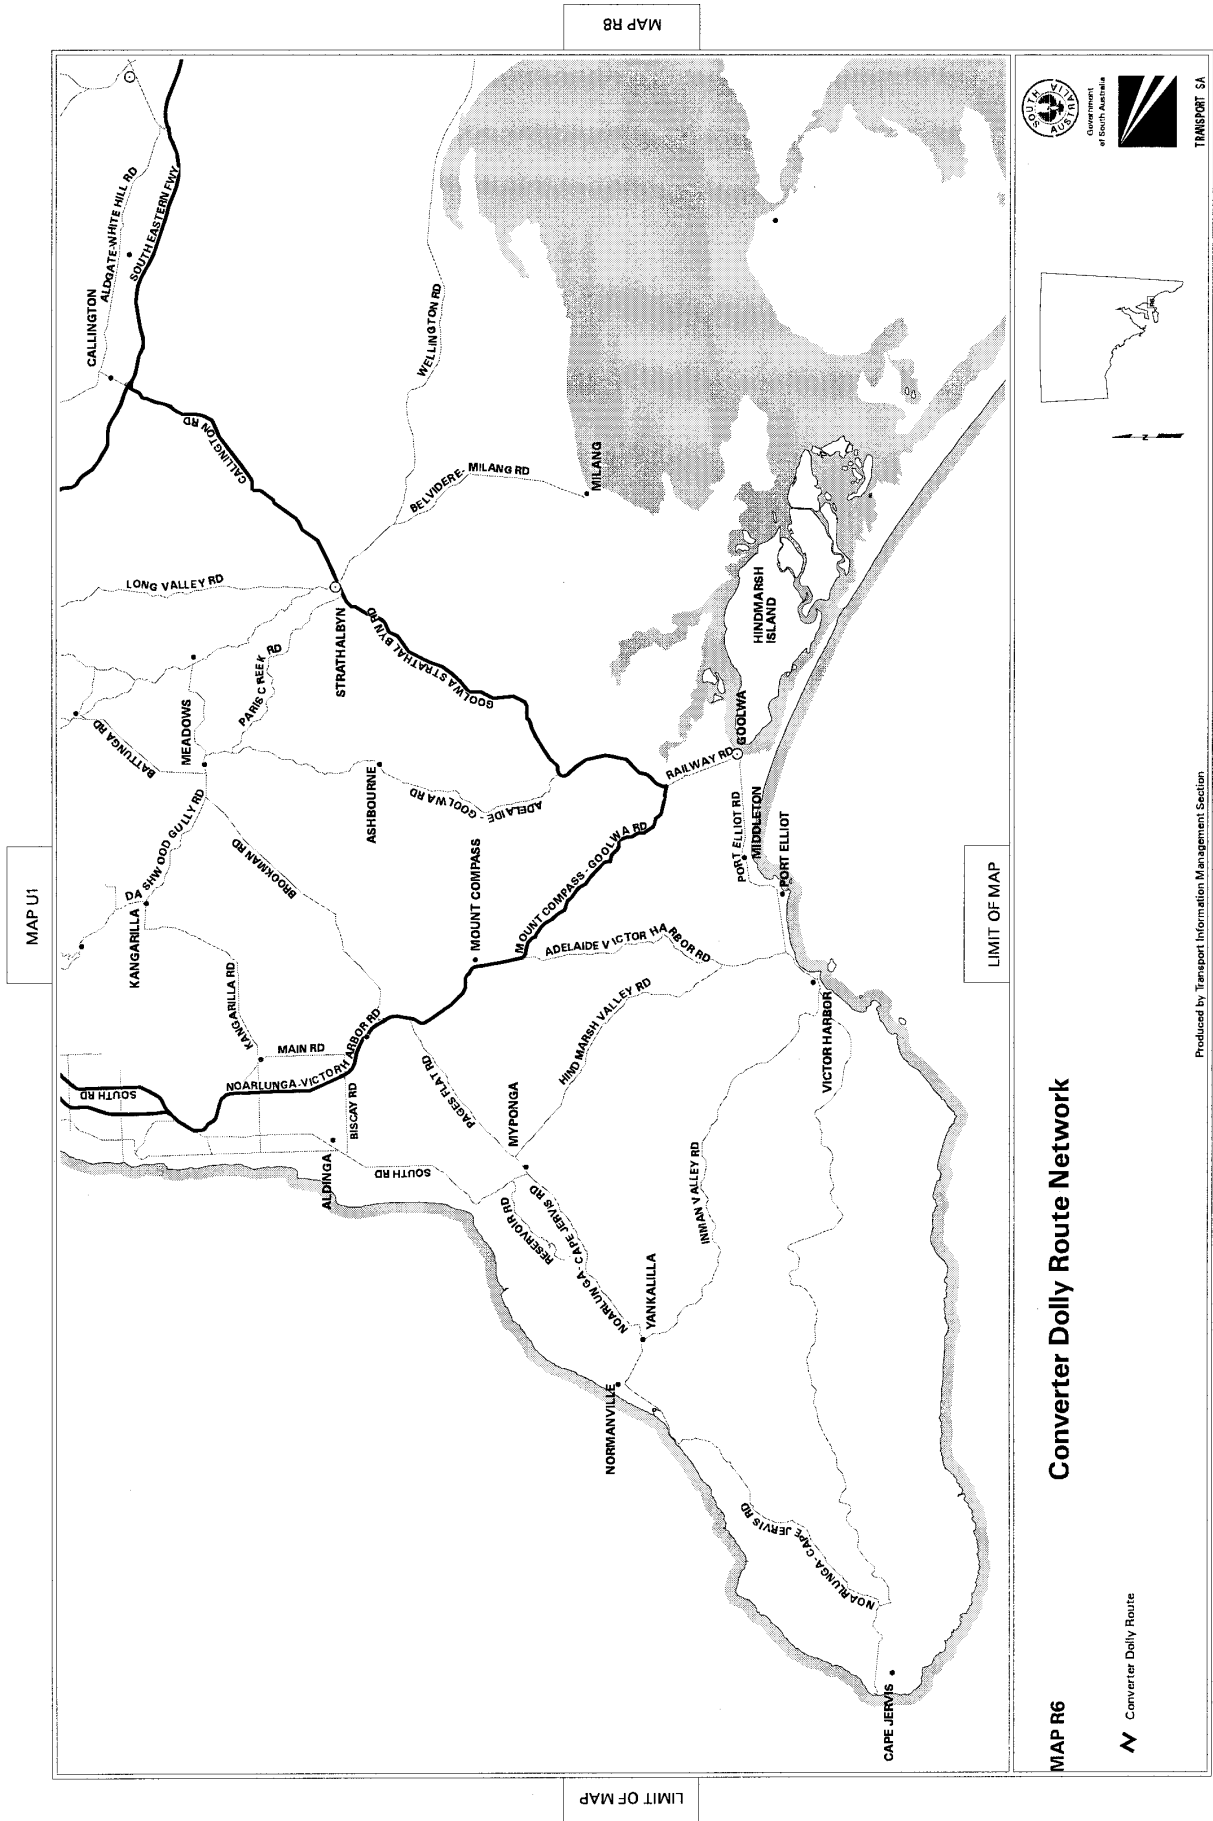 MAP R8
MAP U1
LIMIT OF MAP
LIMIT OF MAP
CALLINGTON
ALDGATE-WHITE HILL RD
SOUTH EASTERN FWY
CALLINGTON RD
WELLINGTON RD
BELVIDERE- MILANG RD
MILANG
LONG VALLEY RD
STRATHALBYN
PARIS CREEK RD
GOOLWA STRATHALBYN RD
MEADOWS
BATTUNGA RD
DASHWOOD GULLY RD
KANGARILLA
BROOKMAN RD
ASHBOURNE
ADELAIDE - GOOLWA RD
HINDMARSH
ISLAND
GOOLWA
RAILWAY RD
PORT ELLIOT RD
MIDDLETON
PORT ELLIOT
MOUNT COMPASS
MOUNT COMPASS - GOOLWA RD
ADELAIDE VICTOR HARBOR RD
HINDMARSH VALLEY RD
VICTOR HARBOR
KANGARILLA RD
MAIN RD
NOARLUNGA-VICTOR HARBOR RD
SOUTH RD
BISCAY RD
PAGES FLAT RD
MYPONGA
ALDINGA
SOUTH RD
RESERVOIR RD
NOARLUNGA - CAPE JERVIS RD
INMAN VALLEY RD
YANKALILLA
NORMANVILLE
NOARLUNGA - CAPE JERVIS RD
CAPE JERVIS
MAP R6
Converter Dolly Route Network
Converter Dolly Route
Produced by Transport Information Management Section
N
R6
SOUTH AUSTRALIA
Government
of South Australia
TRANSPORT SA